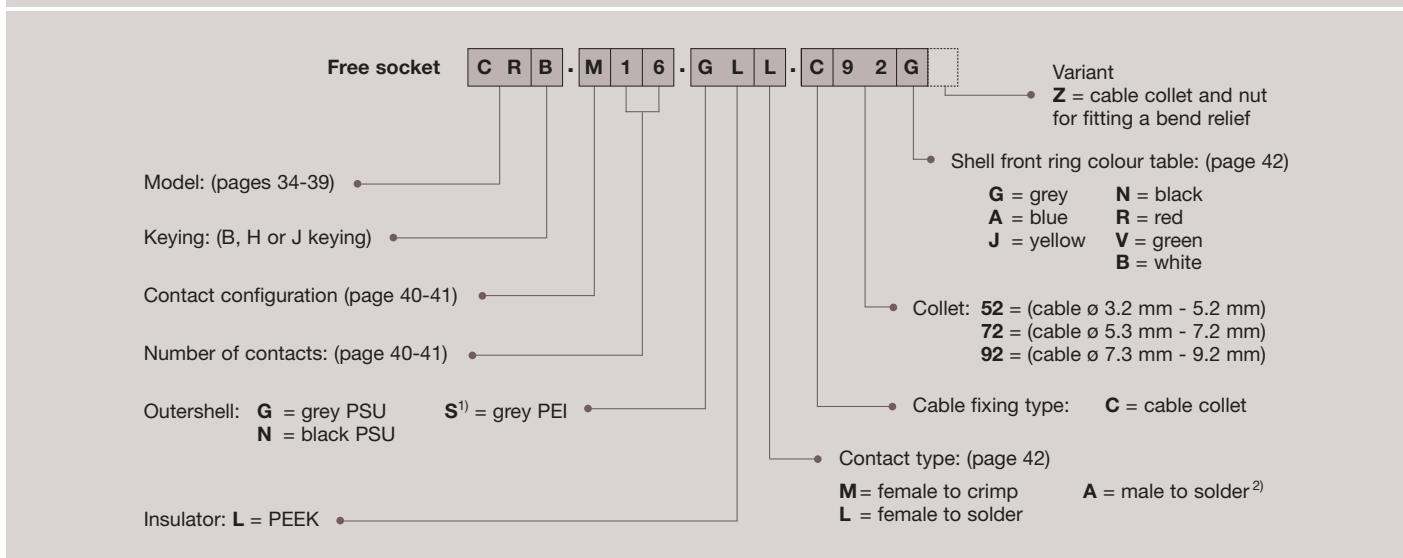 Free socket C R B . M 1 6 . G L L . C 9 2 G
Variant
Z = cable collet and nut
for fitting a bend relief
Shell front ring colour table: (page 42)
G = grey N = black
A = blue R = red
J = yellow V = green
B = white
Model: (pages 34-39)
Keying: (B, H or J keying)
Contact configuration (page 40-41)
Number of contacts: (page 40-41)
Collet: 52 = (cable ø 3.2 mm - 5.2 mm)
72 = (cable ø 5.3 mm - 7.2 mm)
92 = (cable ø 7.3 mm - 9.2 mm)
Outershell: G = grey PSU S1) = grey PEI
N = black PSU
Cable fixing type: C = cable collet
Contact type: (page 42)
M = female to crimp A = male to solder 2)
L = female to solder
Insulator: L = PEEK